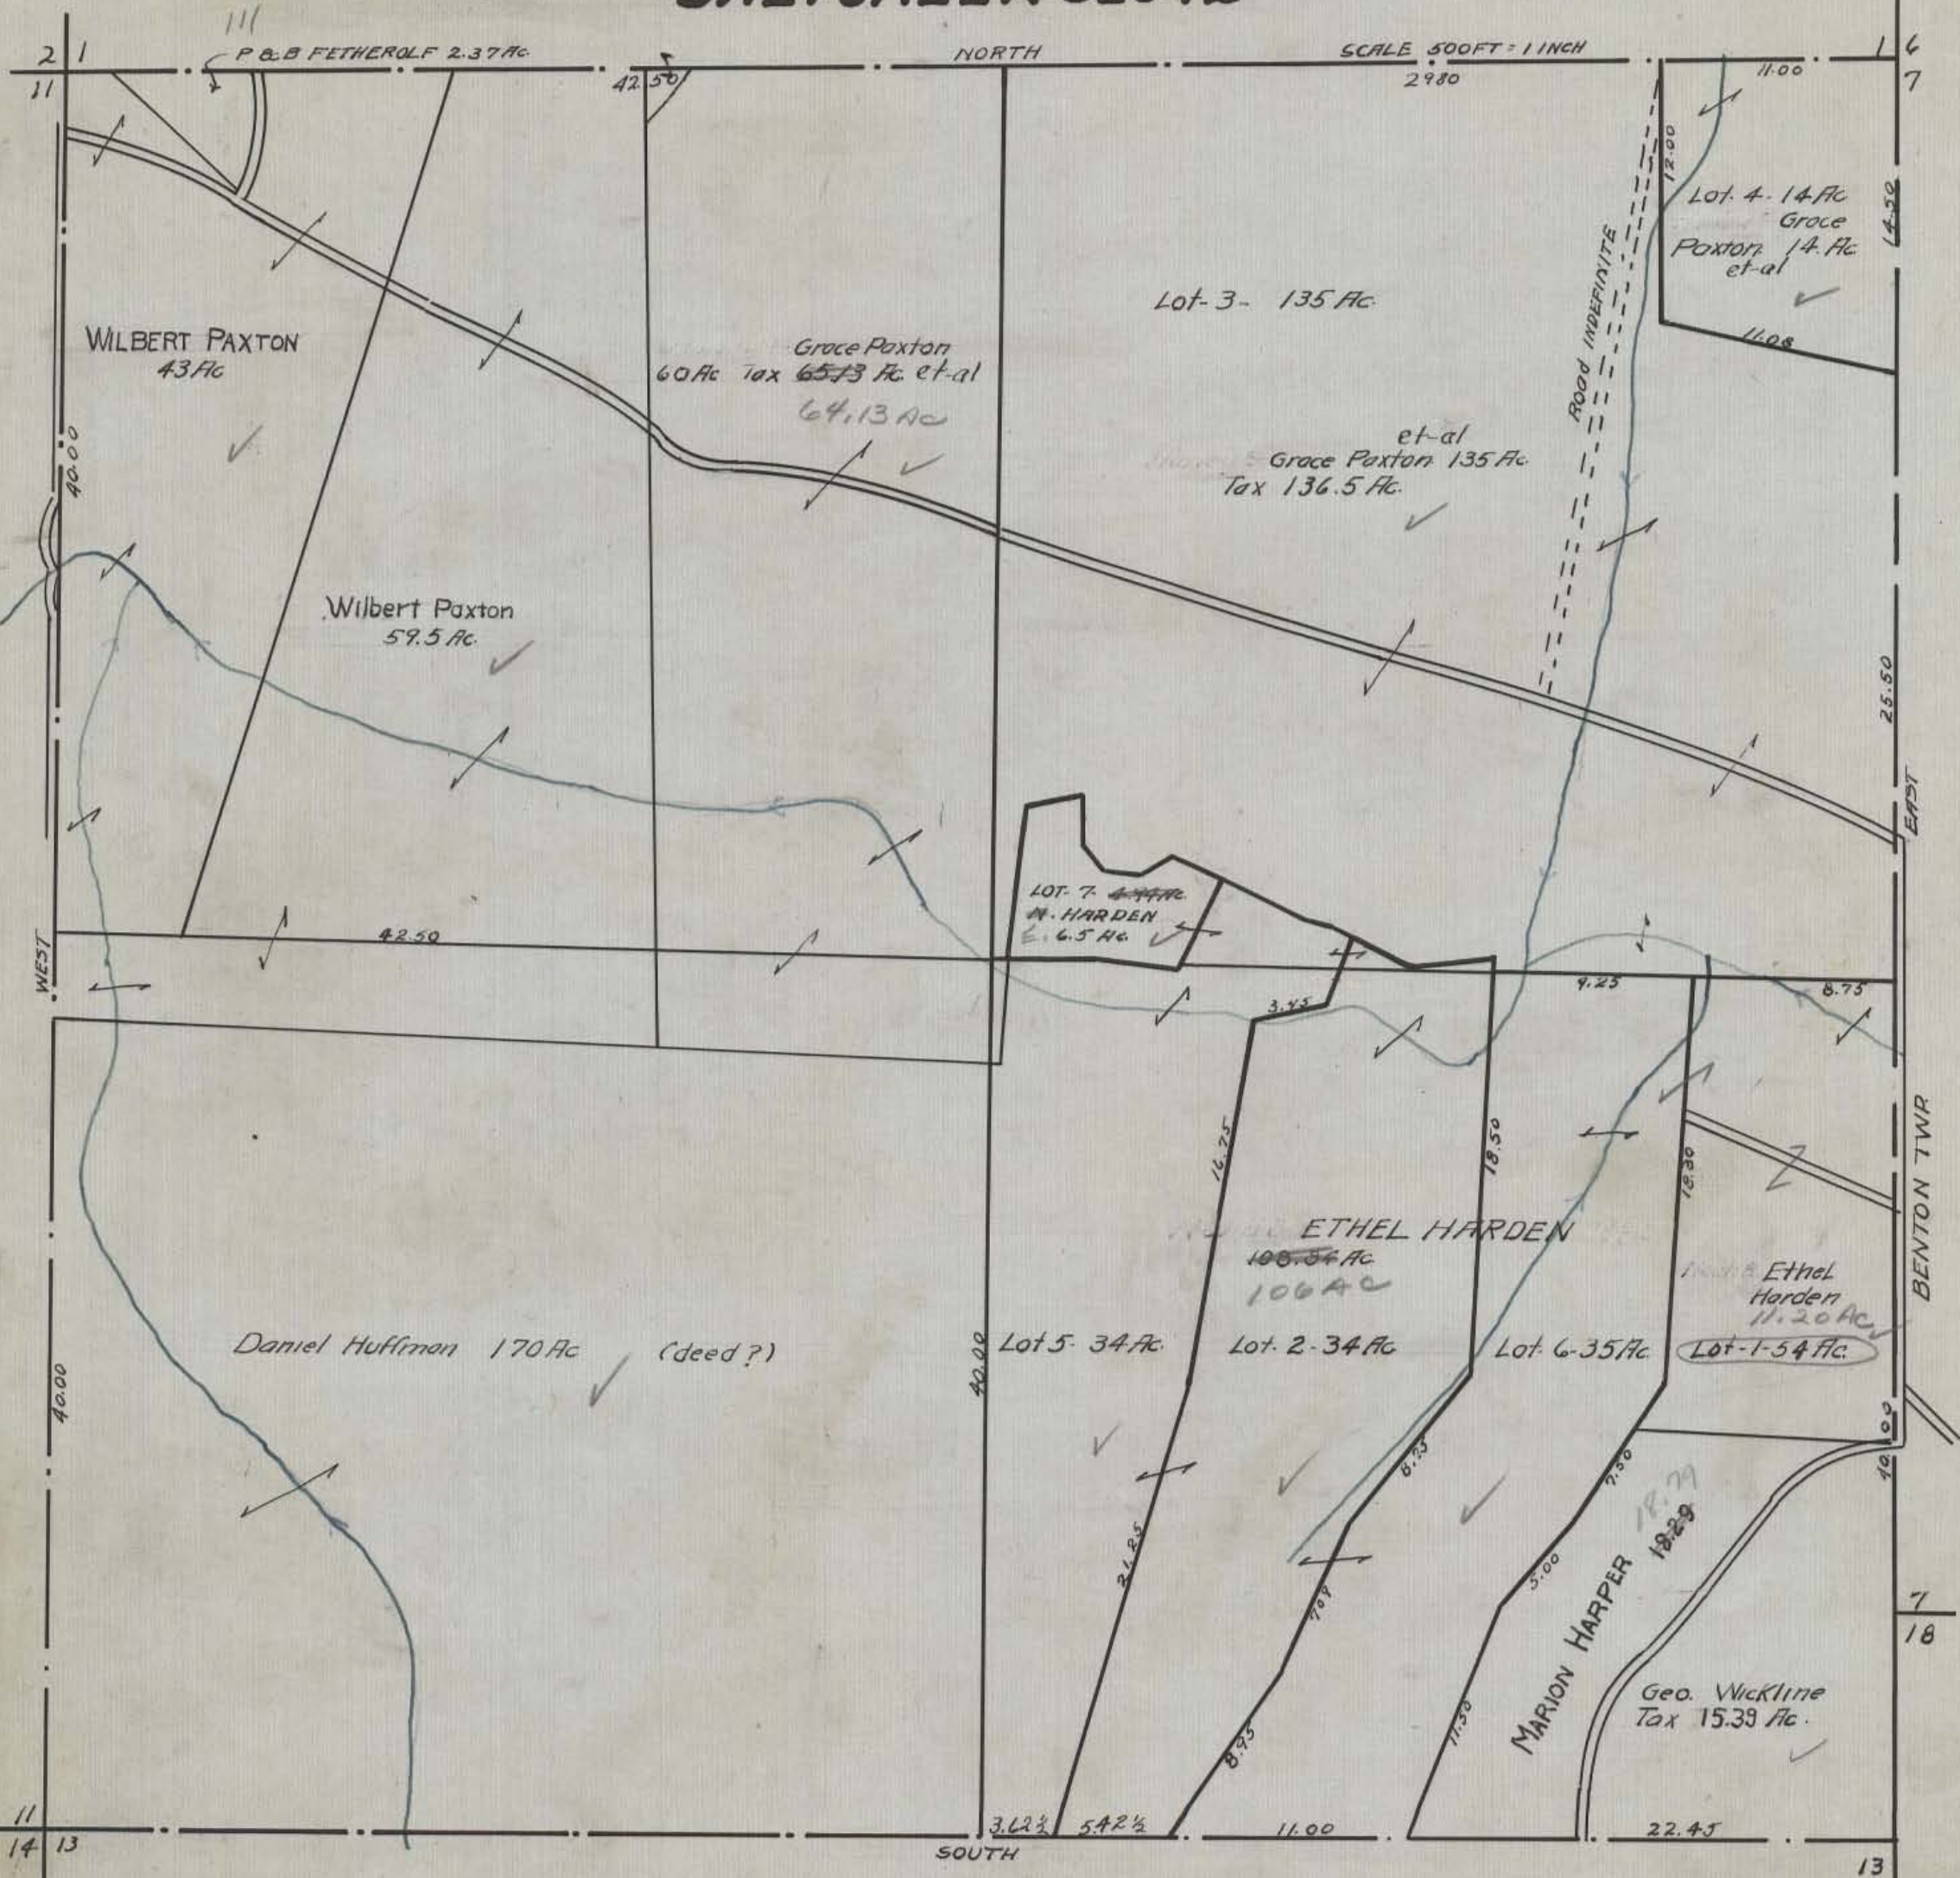 111
2 1
P & B FETHEROLF 2.37 Ac.
NORTH
SCALE 500FT = 1 INCH
1 6
11
42.50
2980
11.00
7
12.00
14.50
Lot. 4. 14 Ac
Grace
Paxton 14. Ac
et-al
11.08
ROAD INDEFINITE
Lot-3- 135 Ac.
WILBERT PAXTON
43 Ac
Grace Paxton
60 Ac Tax 65.13 Ac. et-al
64.13 Ac
et-al
Grace Paxton 135 Ac.
Tax 136.5 Ac.
40.00
Wilbert Paxton
59.5 Ac.
25.50
EAST
LOT- 7-
HARDEN
E. 6.5 Ac.
WEST
42.50
9.25
8.75
3.45
16.75
18.50
18.30
BENTON TWP.
ETHEL HARDEN
Ac
106 AC
Ethel
Harden
11.20 AC
Daniel Huffman 170 Ac (deed?)
40.00
40.00
Lot 5- 34 Ac.
Lot. 2-34 Ac
Lot. 6-35 Ac
Lot-1-54 Ac.
40.00
8.25
7.50
18.79
18.29
MARION HARPER
5.00
7.09
7
18
Geo. Wickline
Tax 15.39 Ac.
8.95
11.50
11
14 13
3.62½
5.42½
11.00
22.45
SOUTH
13